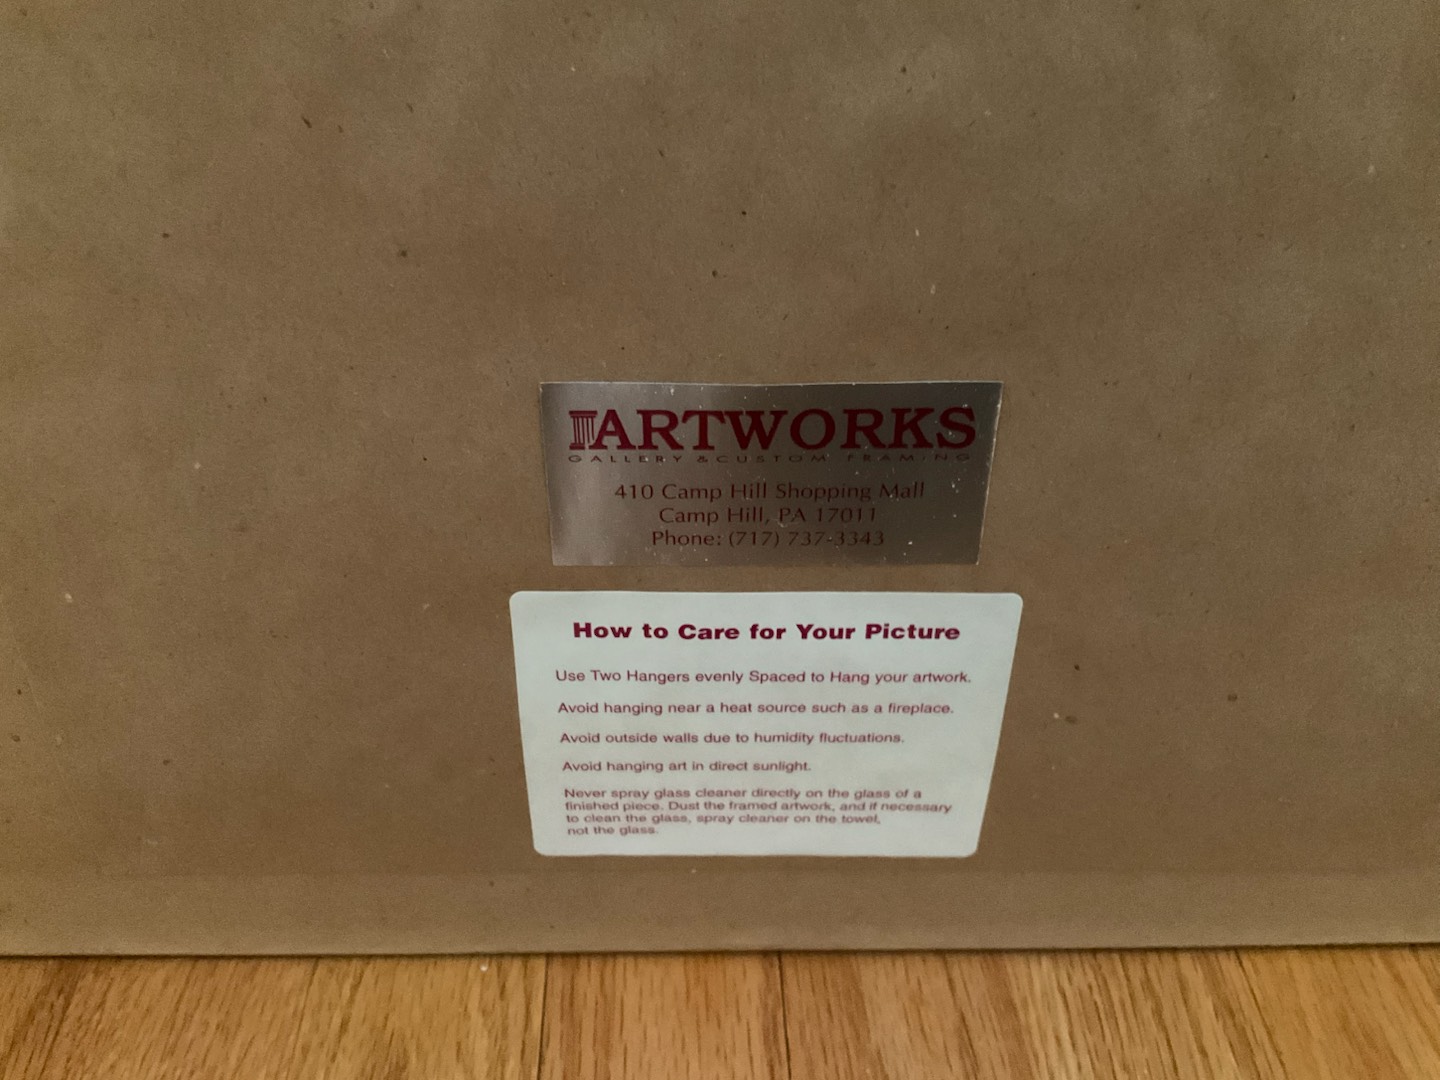 ARTWORKS
GALLERY & CUSTOM FRAMING
410 Camp Hill Shopping Mall
Camp Hill, PA 17011
Phone: (717) 737-3343
How to Care for Your Picture
Use Two Hangers evenly Spaced to Hang your artwork.
Avoid hanging near a heat source such as a fireplace.
Avoid outside walls due to humidity fluctuations.
Avoid hanging art in direct sunlight.
Never spray glass cleaner directly on the glass of a
finished piece. Dust the framed artwork, and if necessary
to clean the glass, spray cleaner on the towel,
not the glass.